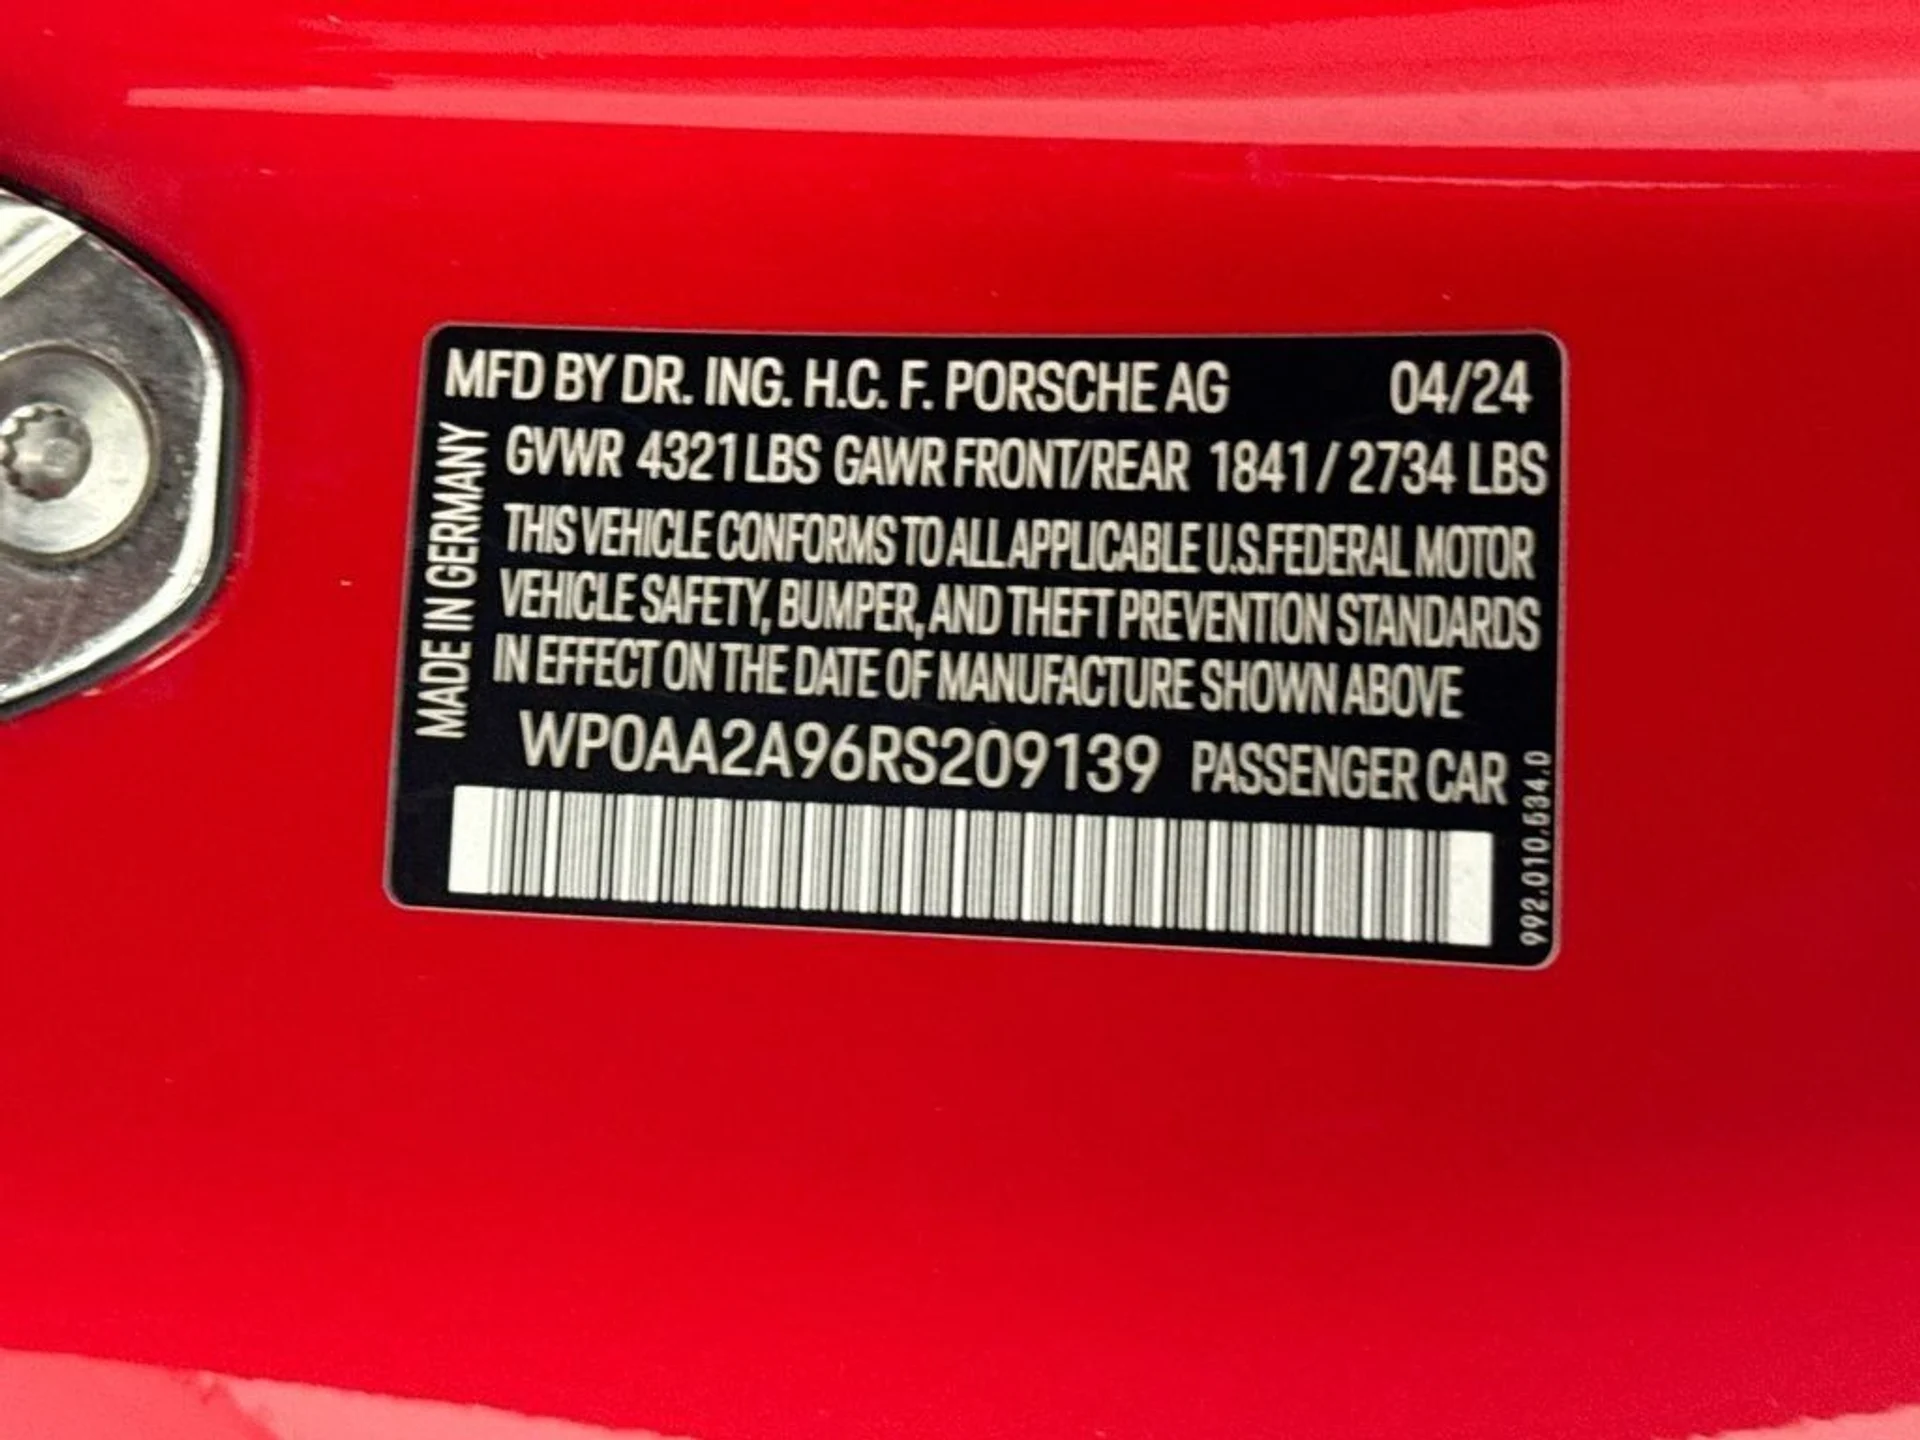 MFD BY DR. ING. H.C. F. PORSCHE AG 04/24
GVWR 4321 LBS GAWR FRONT/REAR 1841 / 2734 LBS
THIS VEHICLE CONFORMS TO ALL APPLICABLE U.S.FEDERAL MOTOR
VEHICLE SAFETY, BUMPER, AND THEFT PREVENTION STANDARDS
IN EFFECT ON THE DATE OF MANUFACTURE SHOWN ABOVE
WP0AA2A96RS209139 PASSENGER CAR
MADE IN GERMANY
992.010.534.0